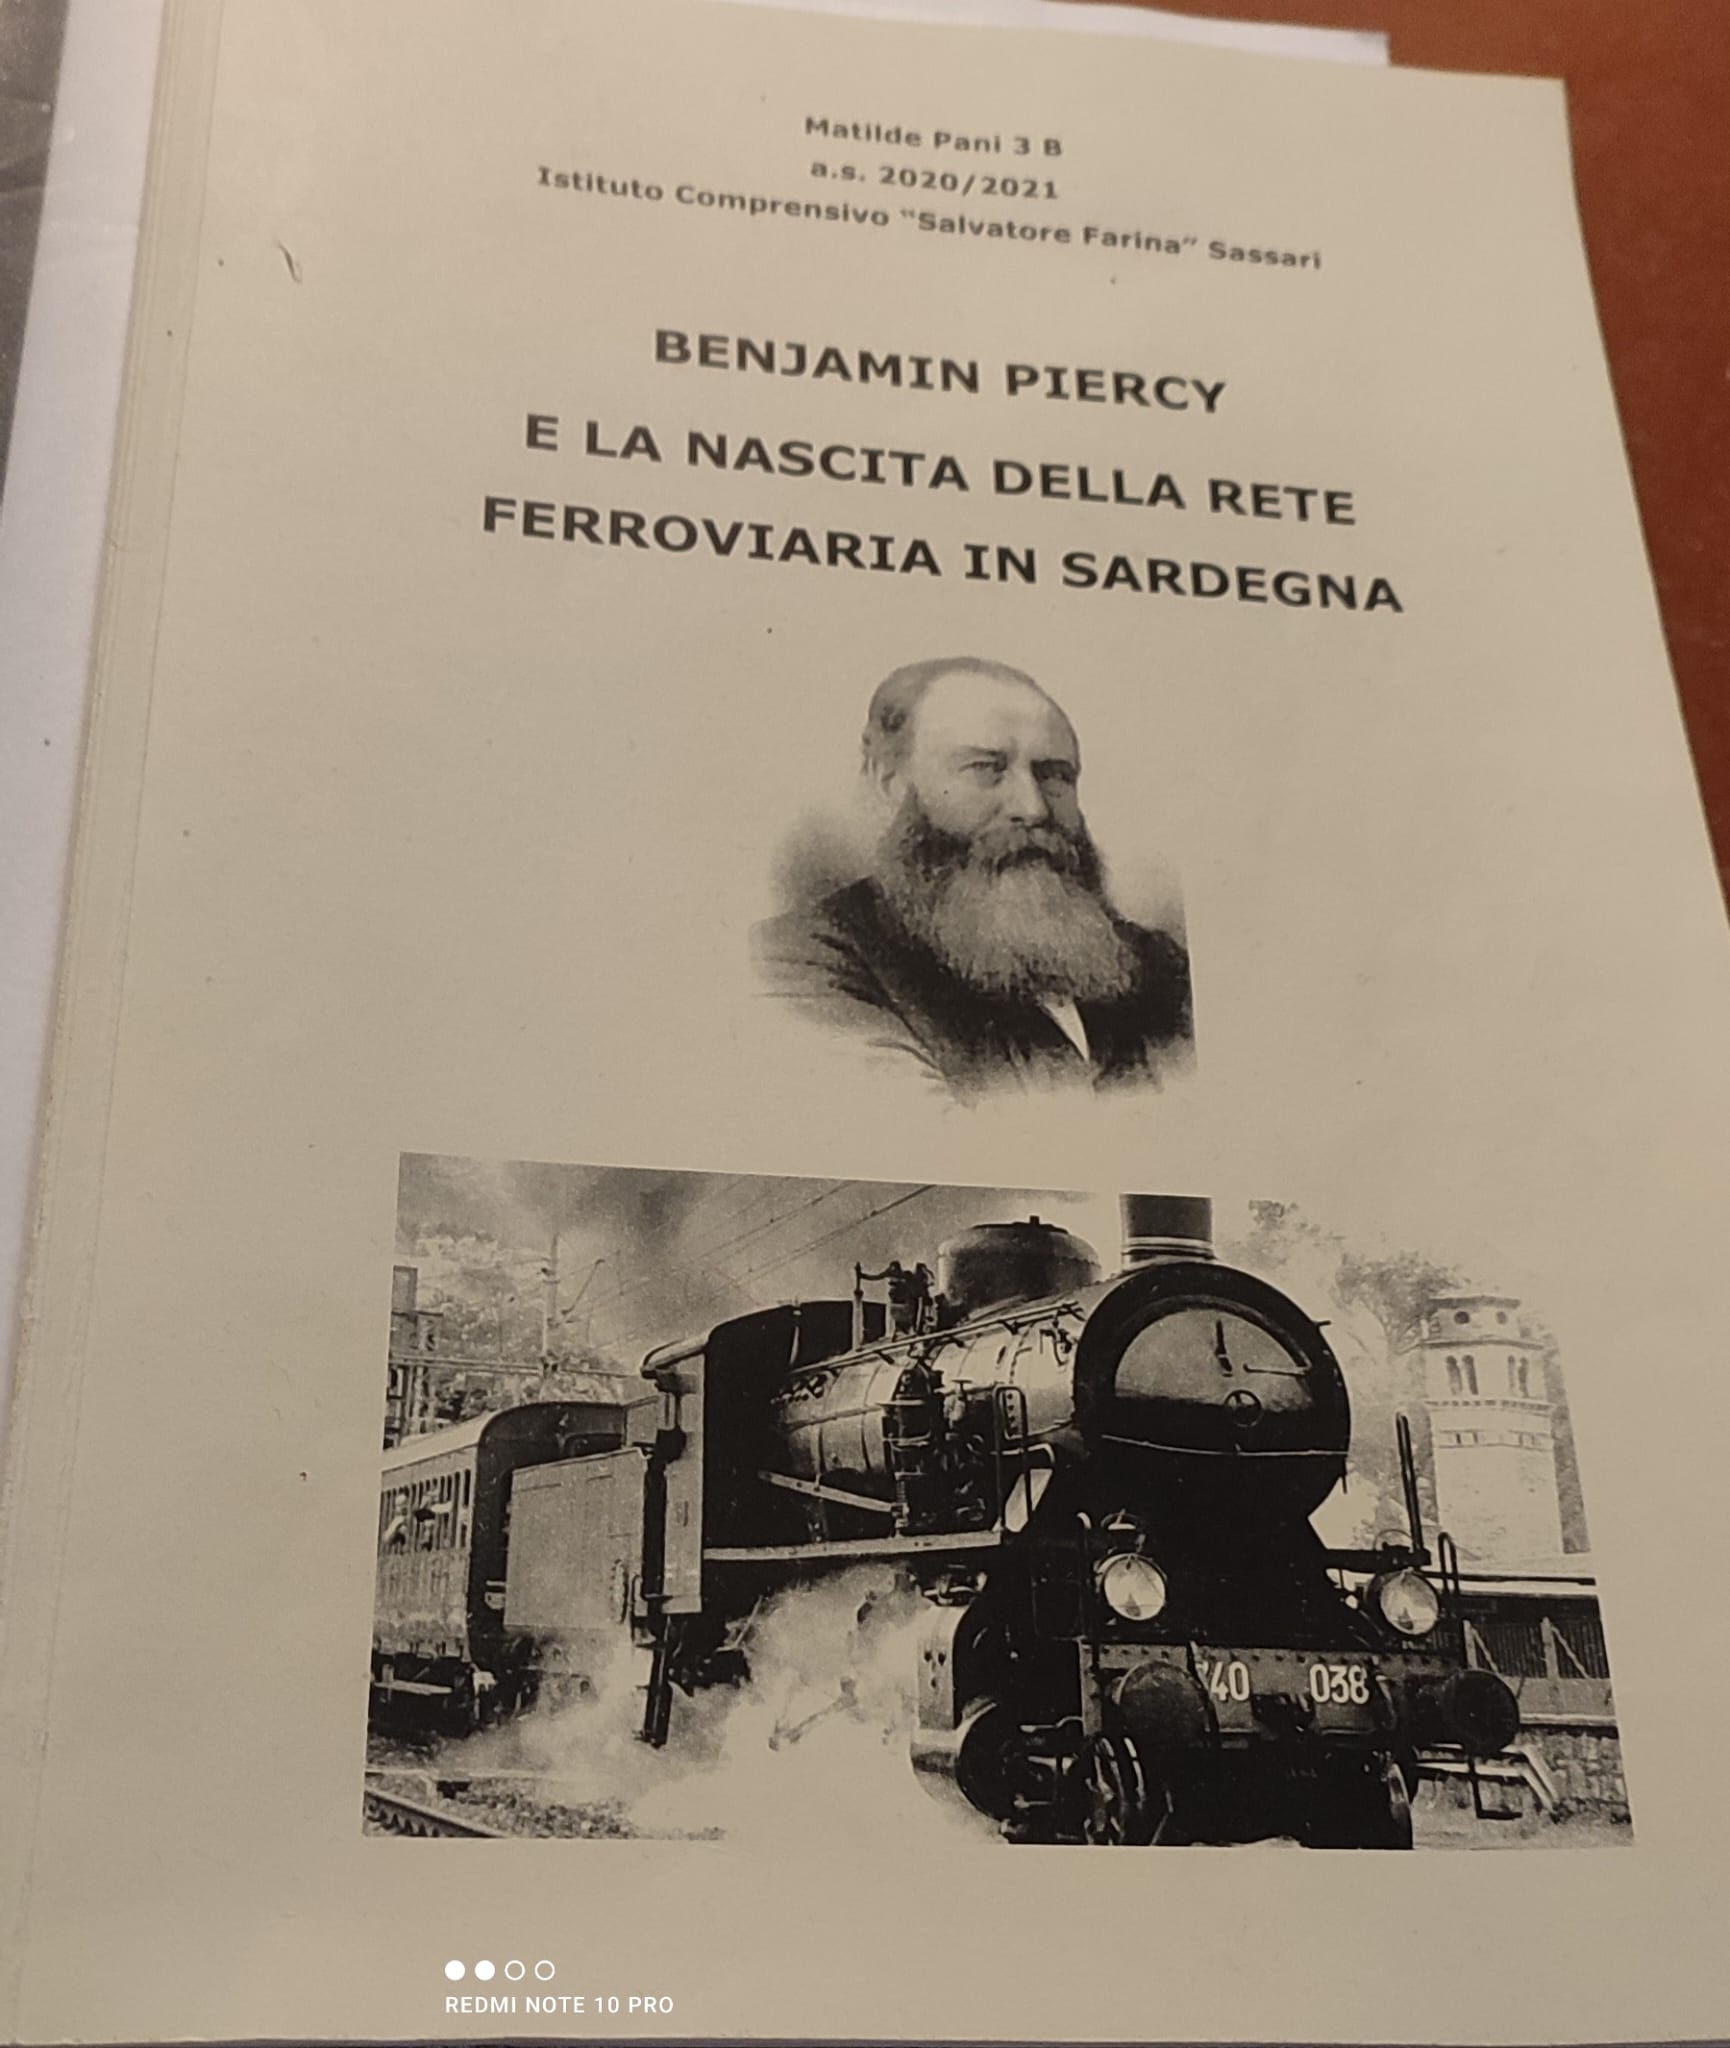 Matilde Pani 3 B
a.s. 2020/2021
Istituto Comprensivo "Salvatore Farina" Sassari
BENJAMIN PIERCY
E LA NASCITA DELLA RETE
FERROVIARIA IN SARDEGNA
40 038
REDMI NOTE 10 PRO